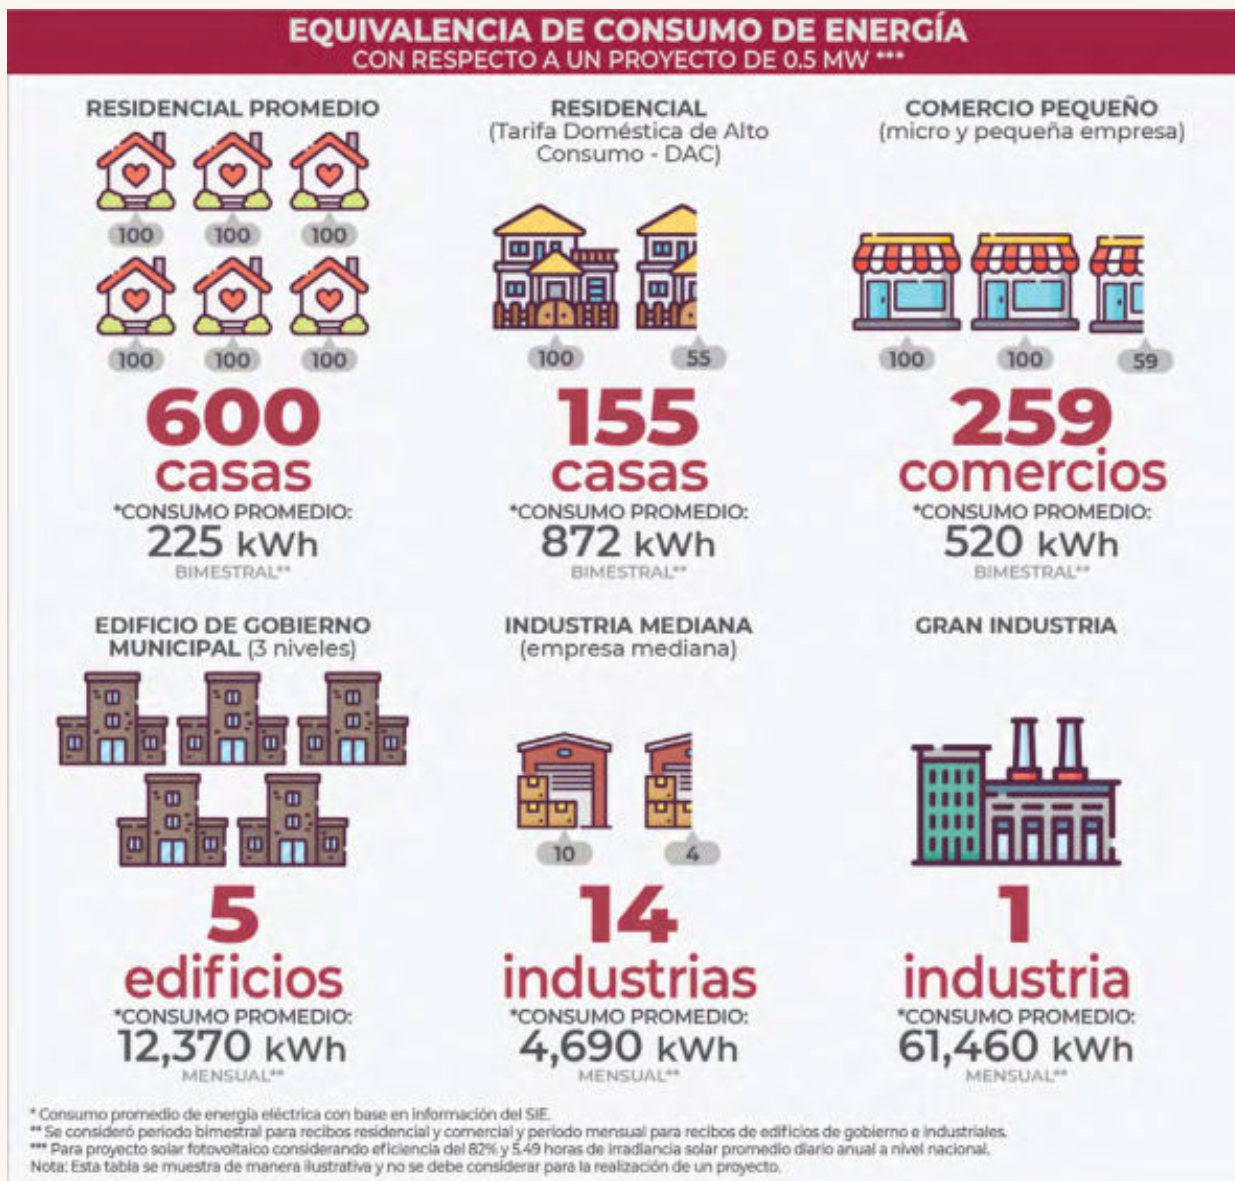 EQUIVALENCIA DE CONSUMO DE ENERGÍA
CON RESPECTO A UN PROYECTO DE 0.5 MW ***
RESIDENCIAL PROMEDIO
100 100 100
100 100 100
600
casas
*CONSUMO PROMEDIO:
225 kWh
BIMESTRAL**
RESIDENCIAL
(Tarifa Doméstica de Alto
Consumo - DAC)
100 55
155
casas
*CONSUMO PROMEDIO:
872 kWh
BIMESTRAL**
COMERCIO PEQUEÑO
(micro y pequeña empresa)
100 100 59
259
comercios
*CONSUMO PROMEDIO:
520 kWh
BIMESTRAL**
EDIFICIO DE GOBIERNO
MUNICIPAL (3 niveles)
5
edificios
*CONSUMO PROMEDIO:
12,370 kWh
MENSUAL**
INDUSTRIA MEDIANA
(empresa mediana)
10 4
14
industrias
*CONSUMO PROMEDIO:
4,690 kWh
MENSUAL**
GRAN INDUSTRIA
1
industria
*CONSUMO PROMEDIO:
61,460 kWh
MENSUAL**
* Consumo promedio de energía eléctrica con base en información del SIE.
** Se consideró periodo bimestral para recibos residencial y comercial y periodo mensual para recibos de edificios de gobierno e industriales.
*** Para proyecto solar fotovoltaico considerando eficiencia del 82% y 5.49 horas de irradiancia solar promedio diario anual a nivel nacional.
Nota: Esta tabla se muestra de manera ilustrativa y no se debe considerar para la realización de un proyecto.